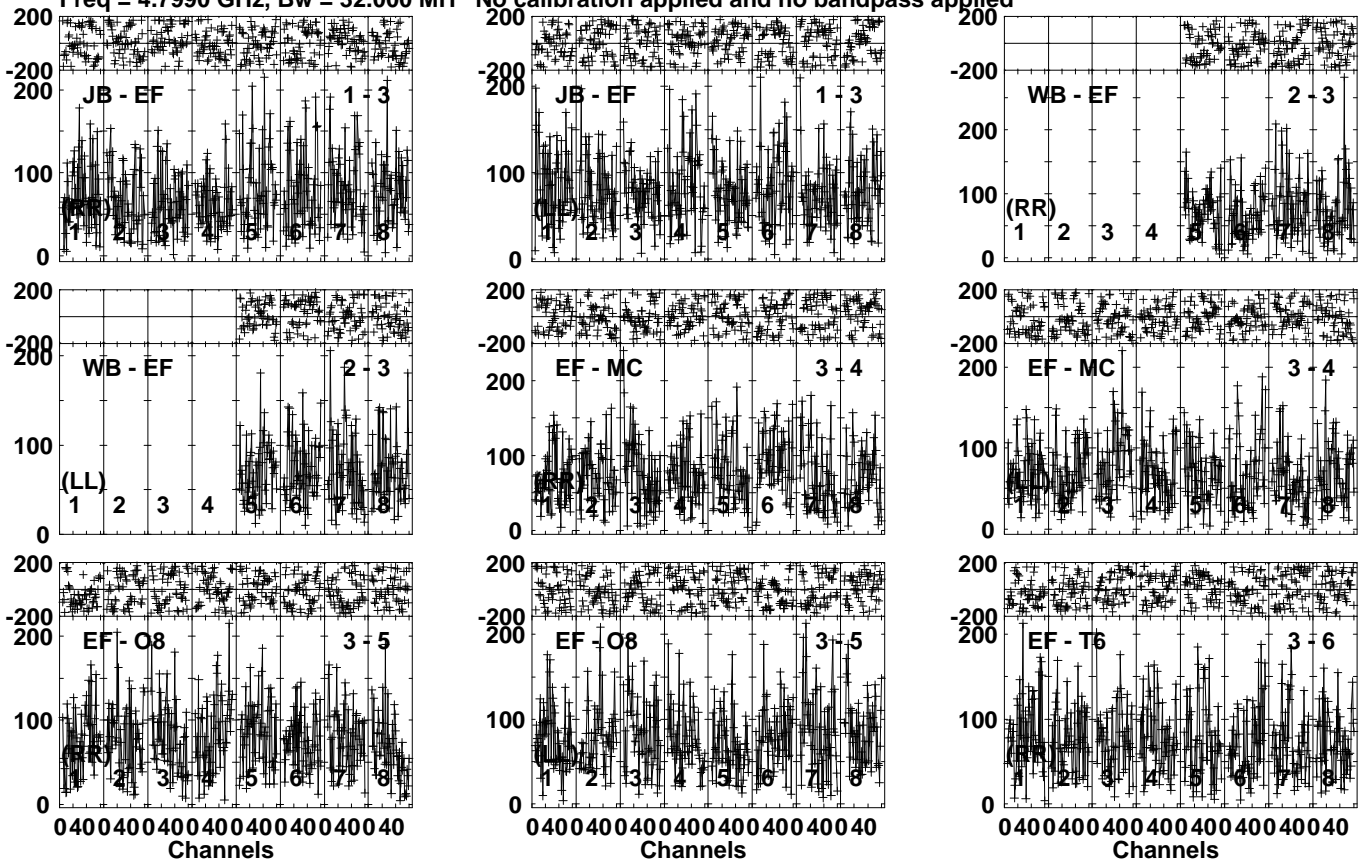 Freq = 4.7990 GHz, Bw = 32.000 MH No calibration applied and no bandpass applied
200 200 200
-200 -200 -200
200 JB - EF 1 - 3 JB - EF 1 - 3 WB - EF 2 - 3
200 200
100 100 100
(RR) (LL) (RR)
1 2 3 4 5 6 7 8 1 2 3 4 5 6 7 8 1 2 3 4 5 6 7 8
0 0 0
200 200 200
-200 -200 -200
200 WB - EF 2 - 3 EF - MC 3 - 4 EF - MC 3 - 4
200 200
100 100 100
(LL) (RR) (LL)
1 2 3 4 5 6 7 8 1 2 3 4 5 6 7 8 1 2 3 4 5 6 7 8
0 0 0
200 200 200
-200 -200 -200
200 EF - O8 3 - 5 200 EF - O8 3 - 5 200 EF - T6 3 - 6
100 100 100
(RR) (LL) (RR)
1 2 3 4 5 6 7 8 1 2 3 4 5 6 7 8 1 2 3 4 5 6 7 8
0 0 0
0 40 0 40 0 40 0 40 0 40 0 40 0 40 0 40 0 40 0 40 0 40 0 40 0 40 0 40 0 40 0 40 0 40 0 40 0 40 0 40 0 40 0 40 0 40 0 40
Channels Channels Channels